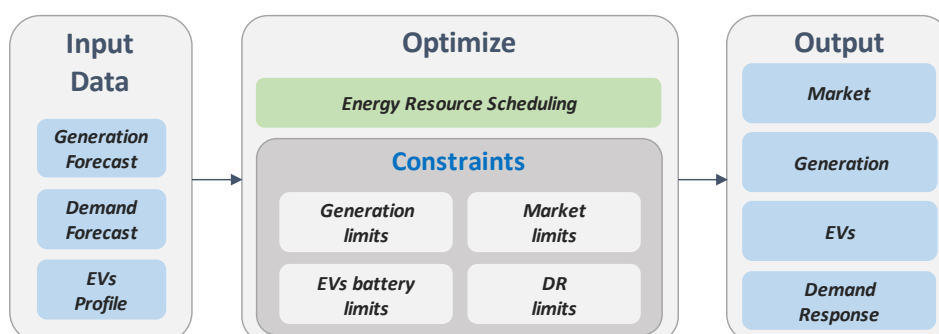 Input
Data
Generation
Forecast
Demand
Forecast
EVs
Profile
Optimize
Energy Resource Scheduling
Constraints
Generation
limits
Market
limits
EVs battery
limits
DR
limits
Output
Market
Generation
EVs
Demand
Response